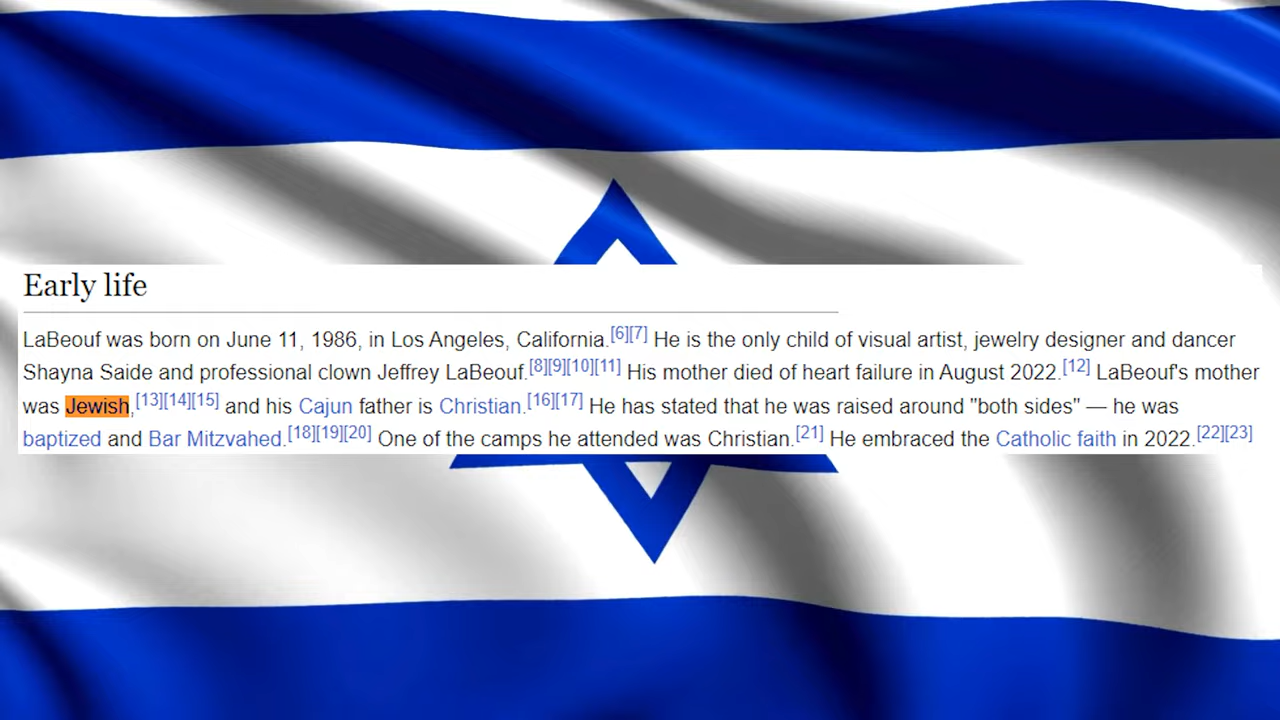 Early life
LaBeouf was born on June 11, 1986, in Los Angeles, California.[6][7] He is the only child of visual artist, jewelry designer and dancer
Shayna Saide and professional clown Jeffrey LaBeouf.[8][9][10][11] His mother died of heart failure in August 2022.[12] LaBeouf's mother
was Jewish,[13][14][15] and his Cajun father is Christian.[16][17] He has stated that he was raised around "both sides" — he was
baptized and Bar Mitzvahed.[18][19][20] One of the camps he attended was Christian.[21] He embraced the Catholic faith in 2022.[22][23]